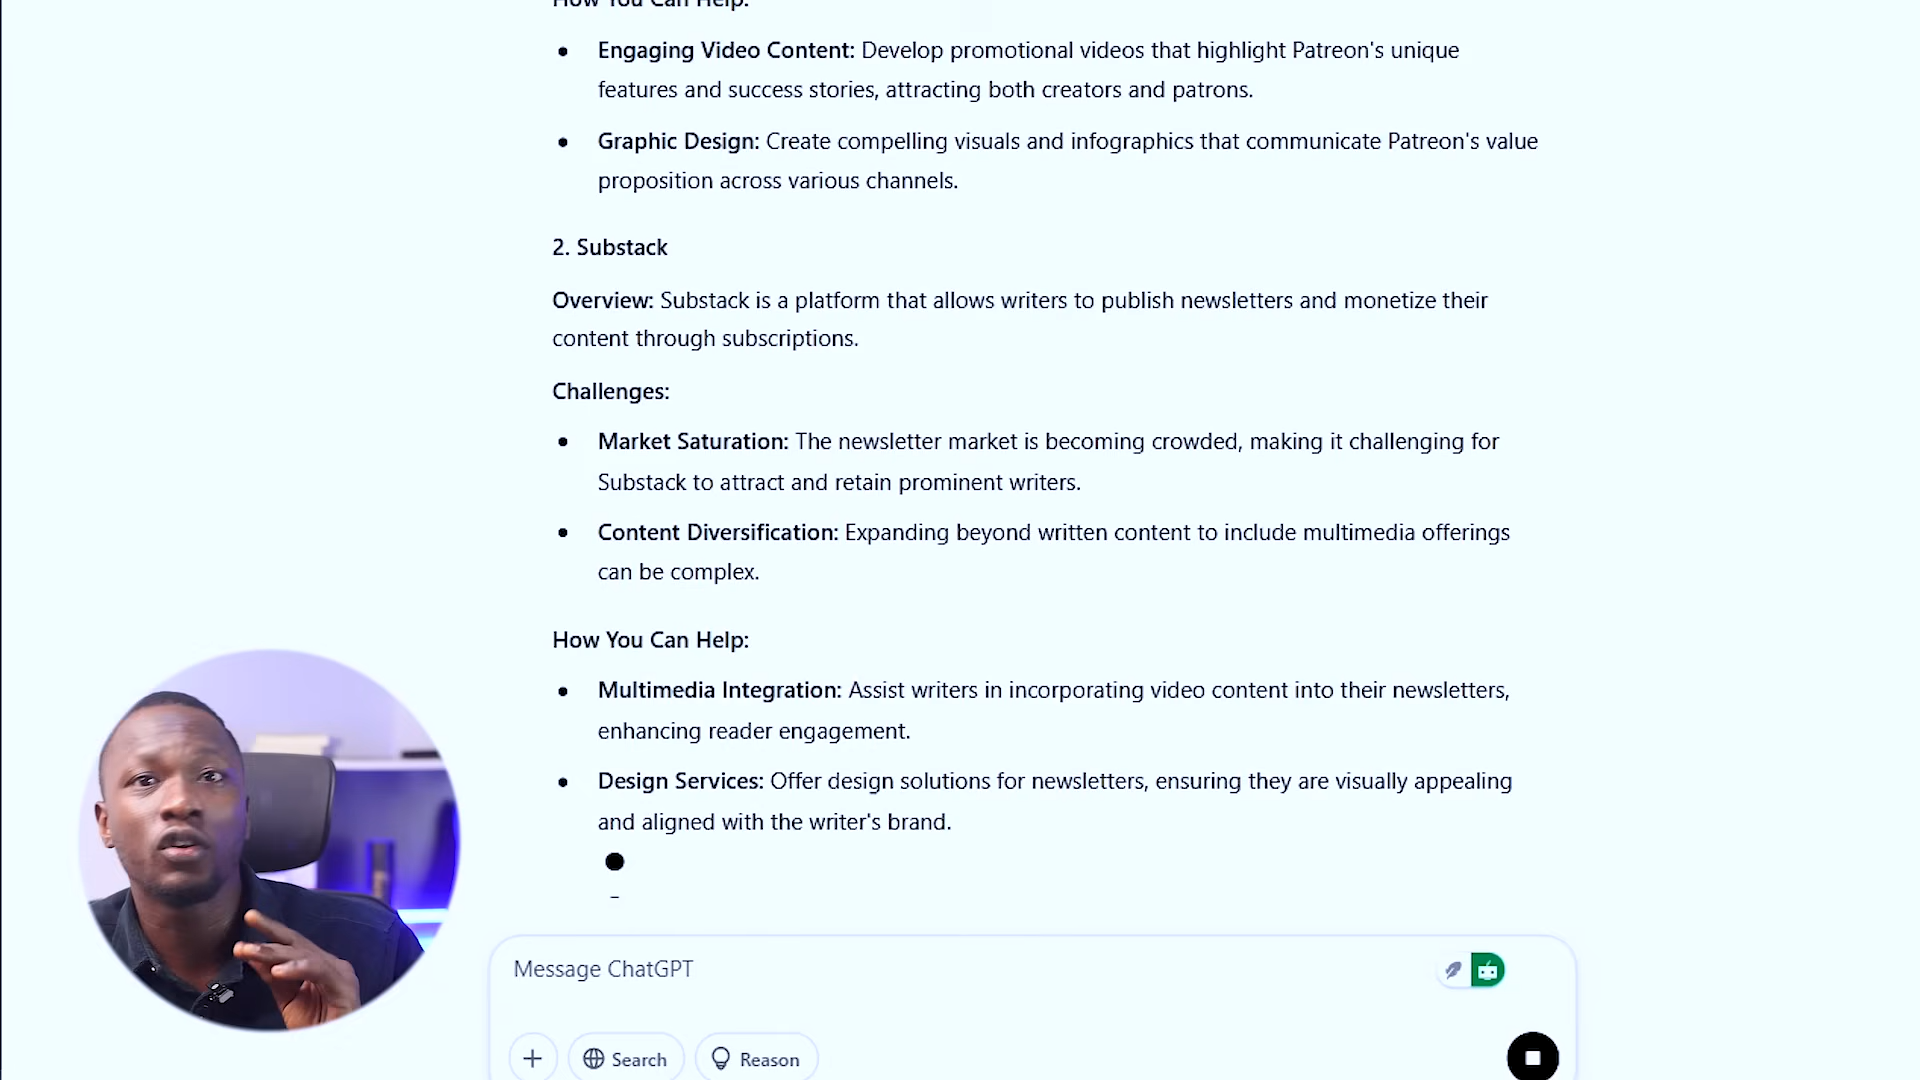 How You Can Help:
Engaging Video Content: Develop promotional videos that highlight Patreon's unique
features and success stories, attracting both creators and patrons.
Graphic Design: Create compelling visuals and infographics that communicate Patreon's value
proposition across various channels.
2. Substack
Overview: Substack is a platform that allows writers to publish newsletters and monetize their
content through subscriptions.
Challenges:
Market Saturation: The newsletter market is becoming crowded, making it challenging for
Substack to attract and retain prominent writers.
Content Diversification: Expanding beyond written content to include multimedia offerings
can be complex.
How You Can Help:
Multimedia Integration: Assist writers in incorporating video content into their newsletters,
enhancing reader engagement.
Design Services: Offer design solutions for newsletters, ensuring they are visually appealing
and aligned with the writer's brand.
Message ChatGPT
Search
Reason